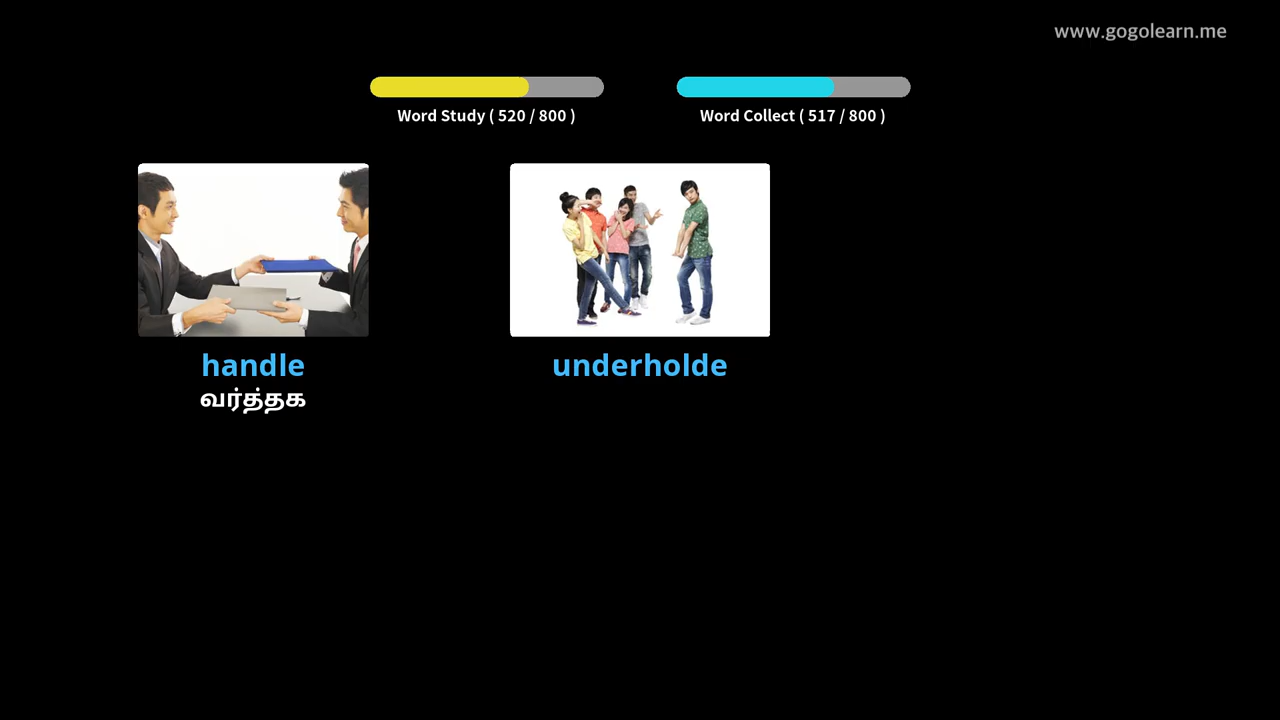 www.gogolearn.me
Word Study ( 520 / 800 )
Word Collect ( 517 / 800 )
handle
வர்த்தக
underholde